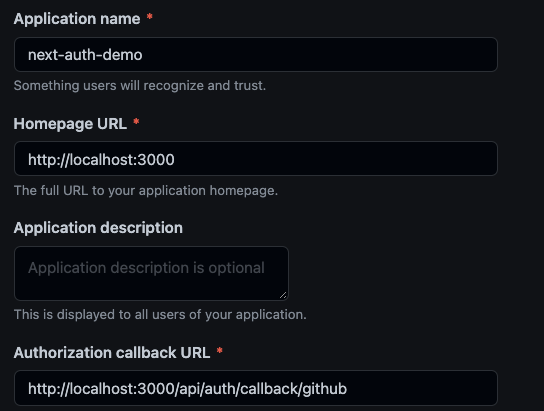 Application name *
next-auth-demo
Something users will recognize and trust.
Homepage URL *
http://localhost:3000
The full URL to your application homepage.
Application description
Application description is optional
This is displayed to all users of your application.
Authorization callback URL *
http://localhost:3000/api/auth/callback/github